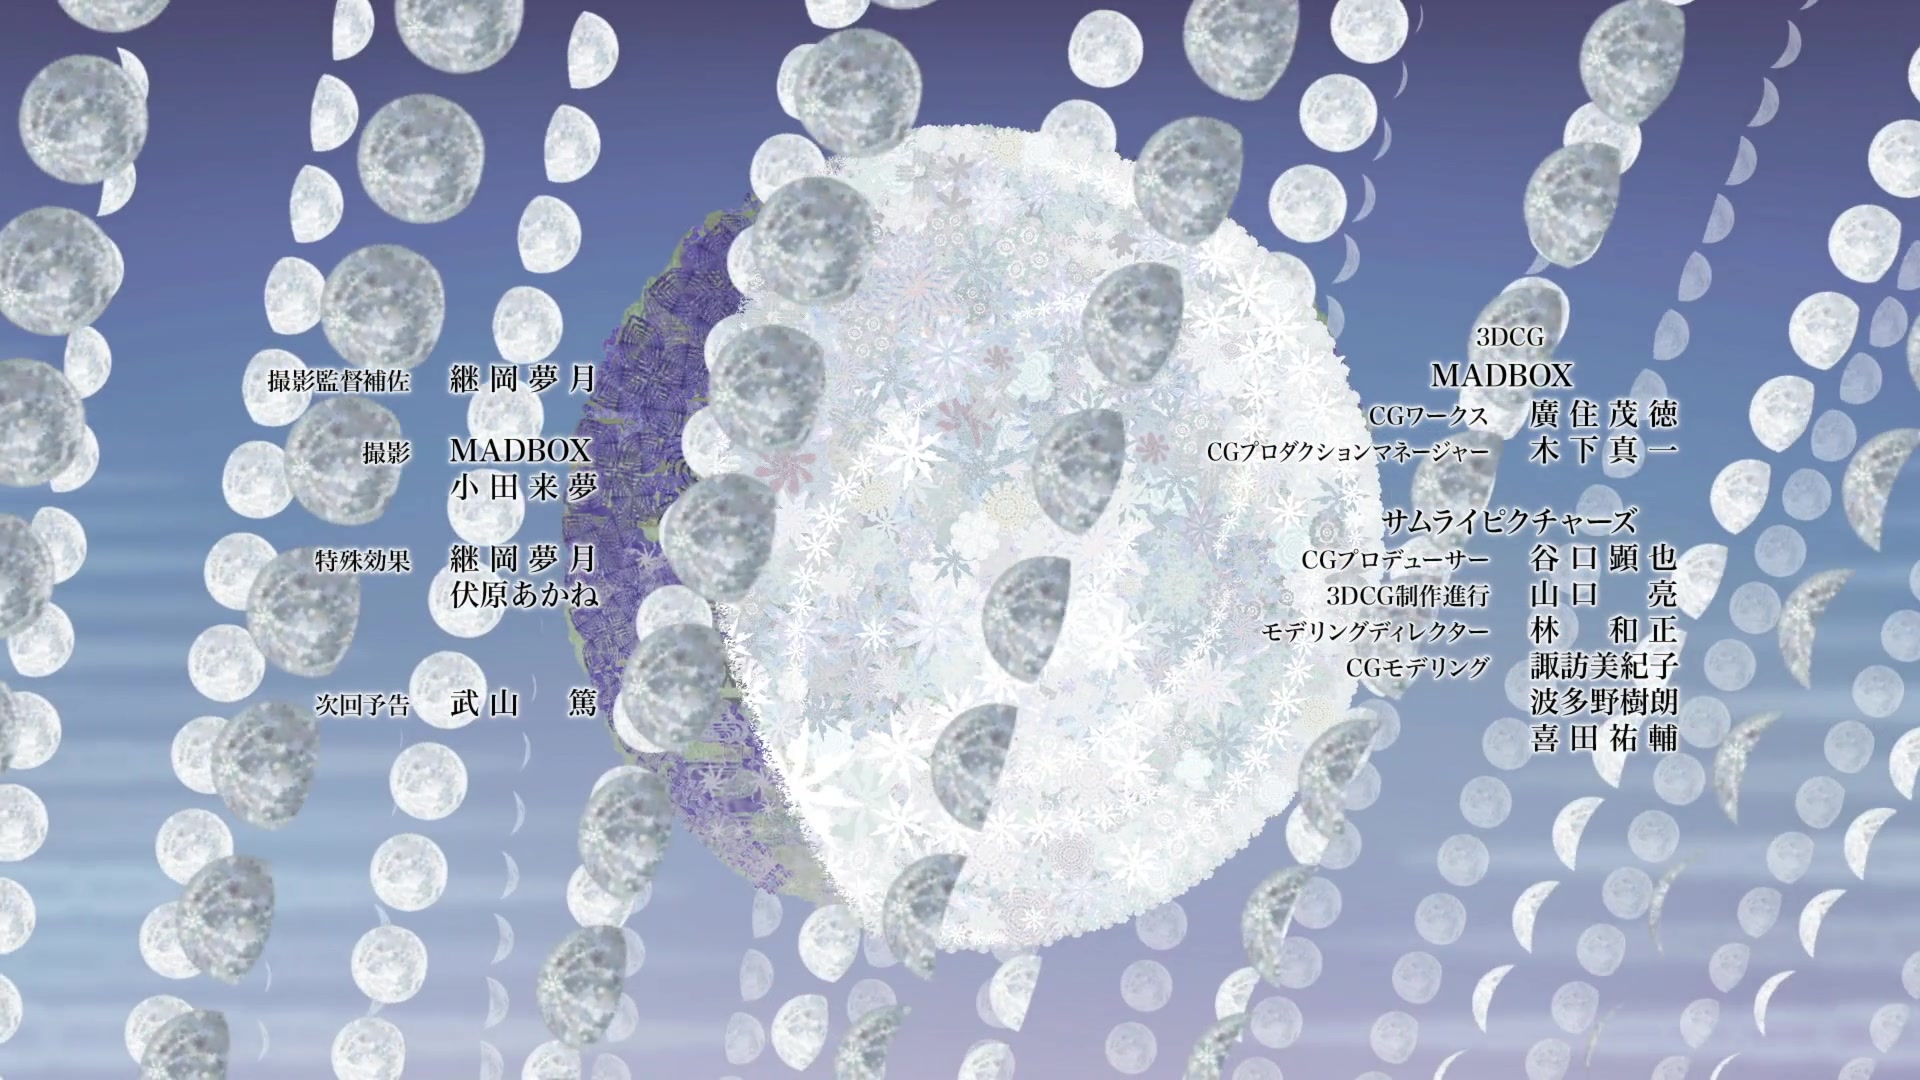 撮影監督補佐 継岡夢月
撮影 MADBOX
小田来夢
特殊効果 継岡夢月
伏原あかね
次回予告 武山 篤
3DCG
MADBOX
CGワークス 廣住茂徳
CGプロダクションマネージャー 木下真一
サムライピクチャーズ
CGプロデューサー 谷口顕也
3DCG制作進行 山口 亮
モデリングディレクター 林 和正
CGモデリング 諏訪美紀子
波多野樹朗
喜田祐輔